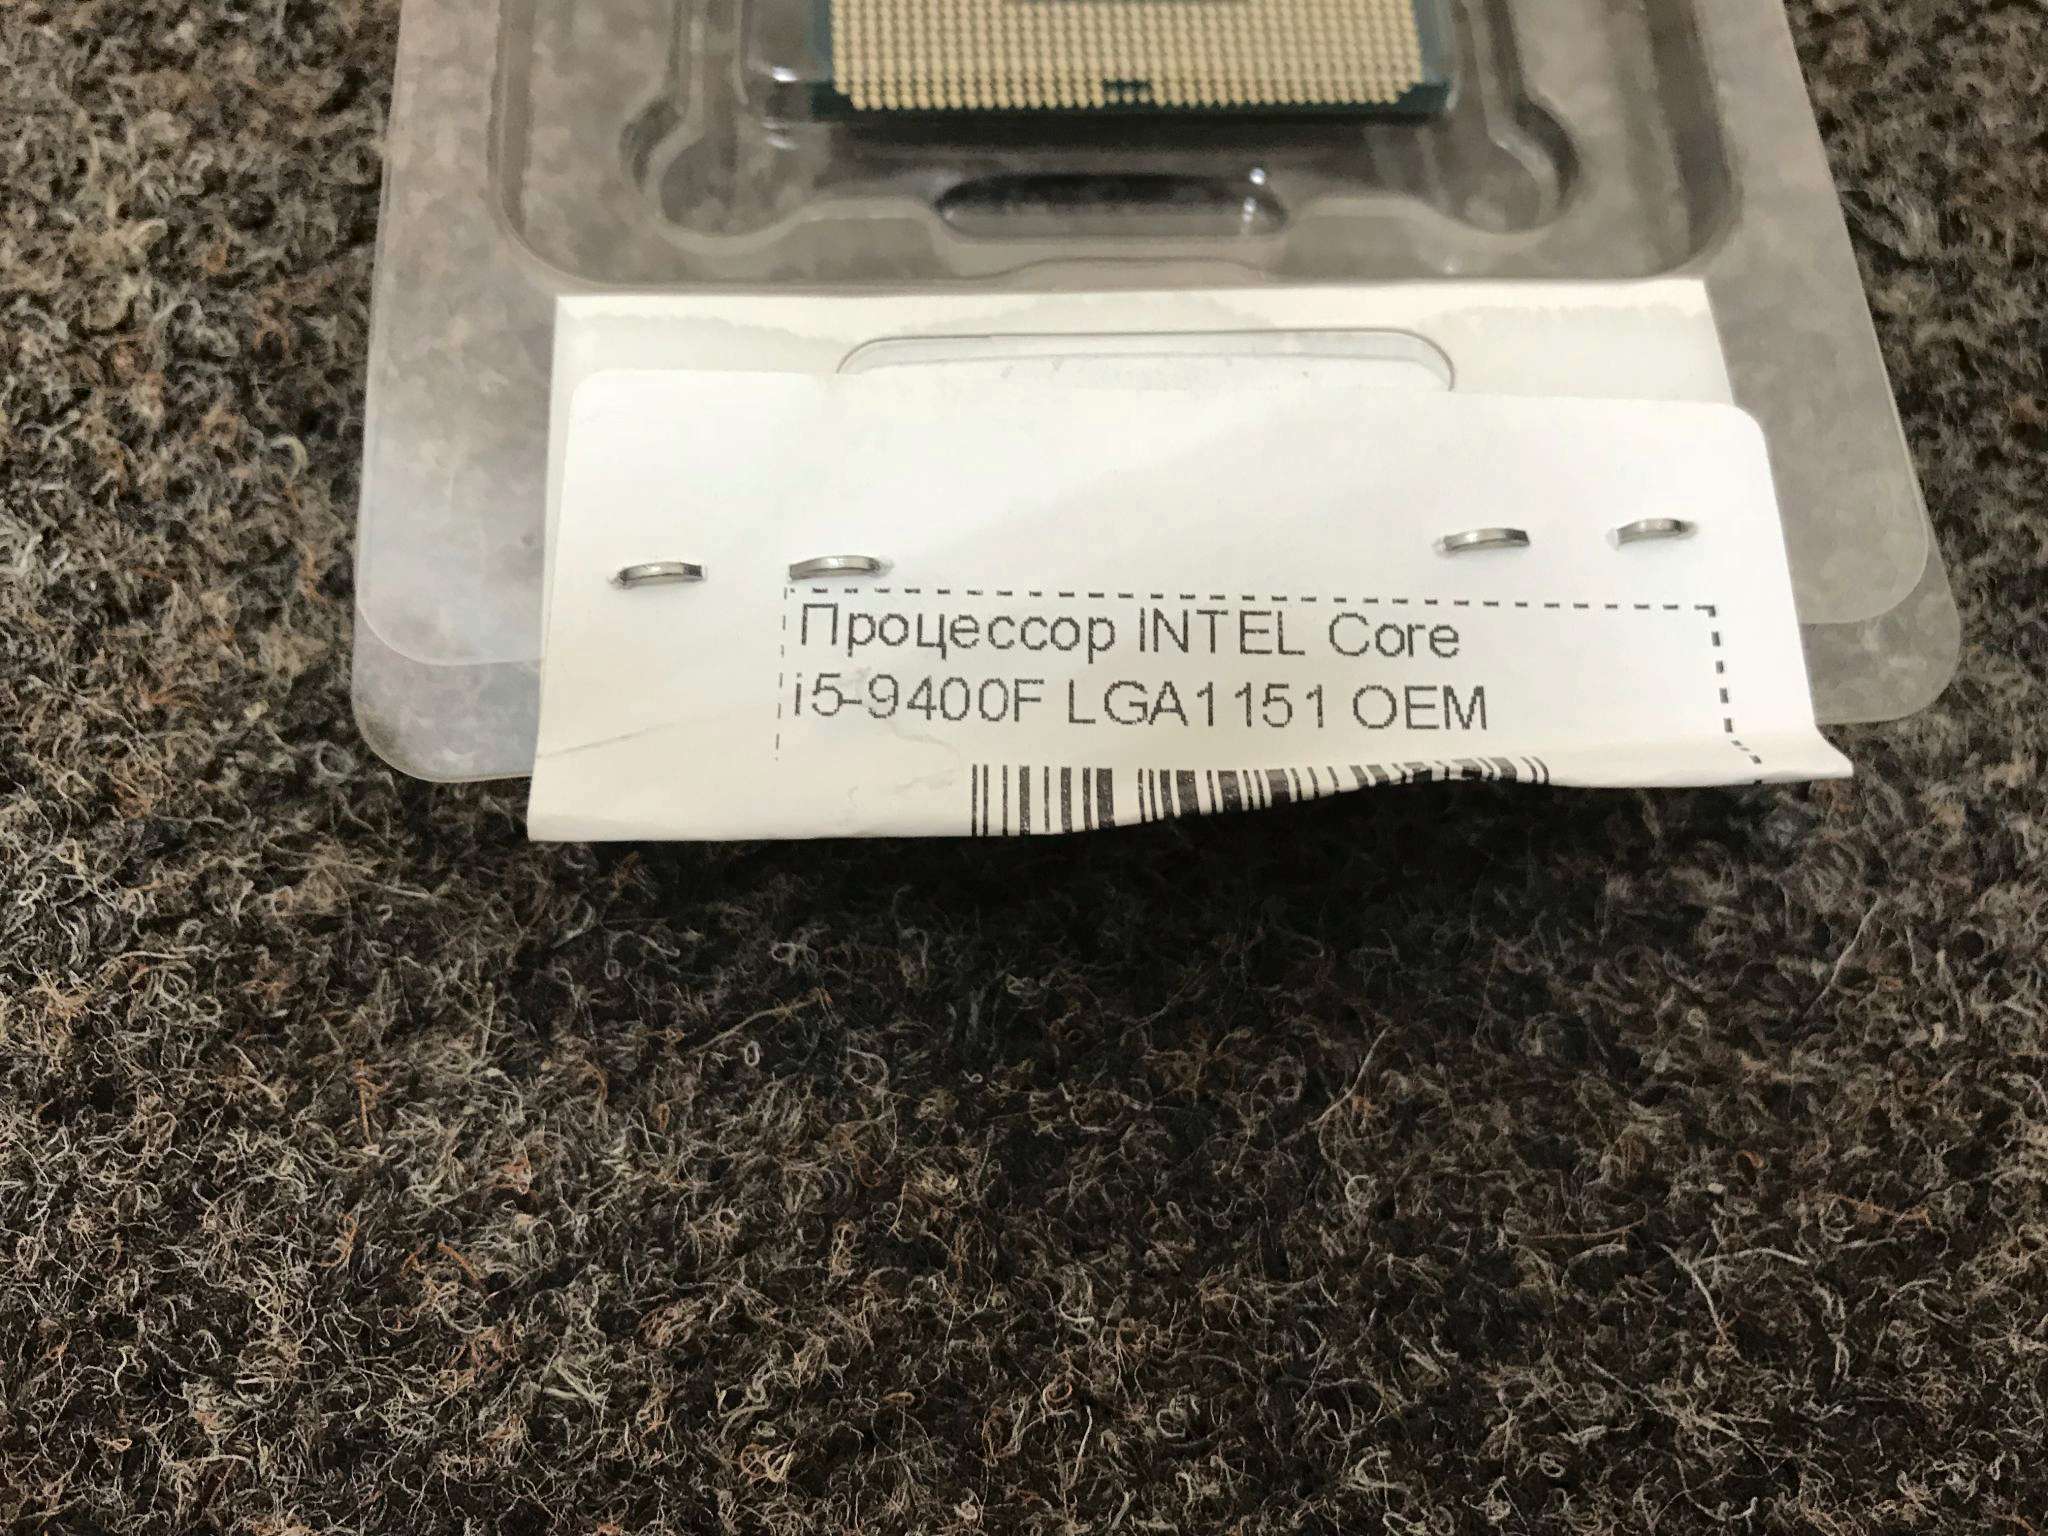 Процессор INTEL Core
i5-9400F LGA1151 OEM